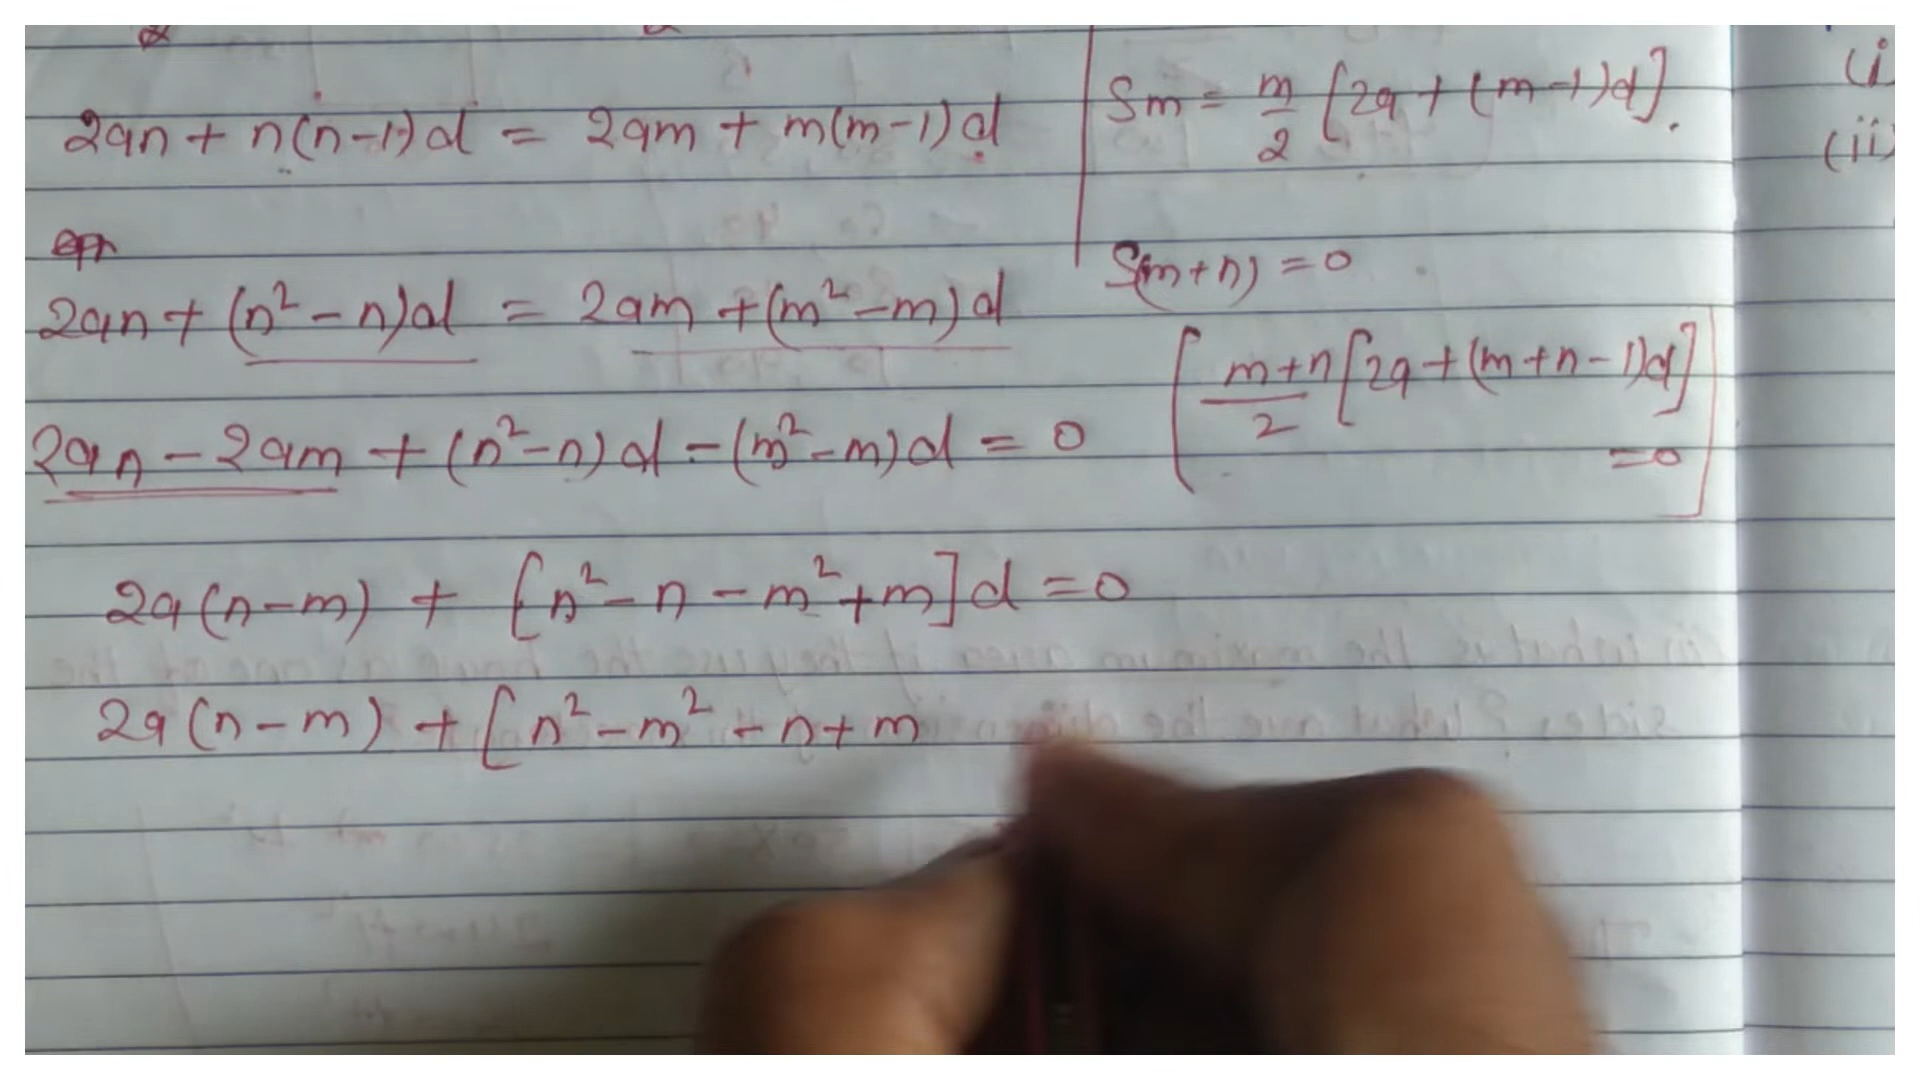 2an + n(n-1)d = 2am + m(m-1)d
2an + (n² - n)d = 2am + (m² - m)d
2an - 2am + (n² - n)d - (m² - m)d = 0
2a(n-m) + [n² - n - m² + m]d = 0
2a(n-m) + [n² - m² - n + m
Sm = m/2 [2a + (m-1)d].
S(m+n) = 0
[m+n/2 [2a + (m+n-1)d]
=0]
(i
(ii)